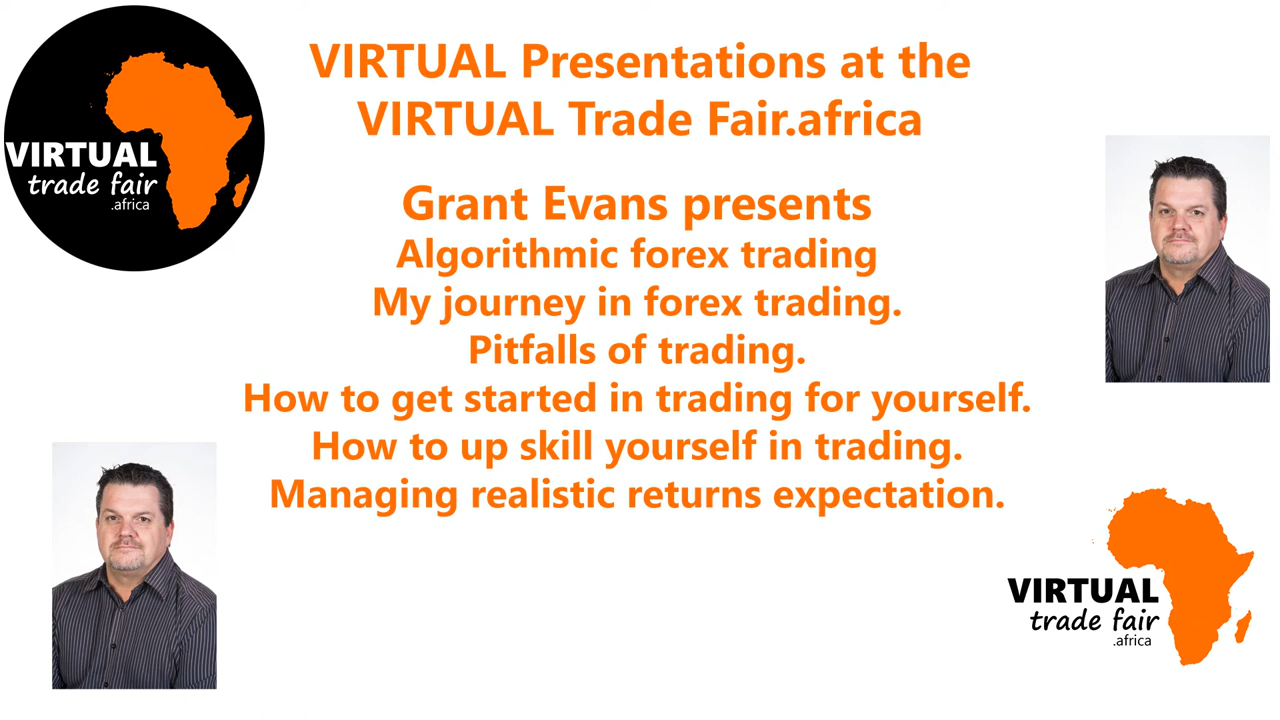 VIRTUAL Presentations at the
VIRTUAL Trade Fair.africa
VIRTUAL
trade fair
.africa
Grant Evans presents
Algorithmic forex trading
My journey in forex trading.
Pitfalls of trading.
How to get started in trading for yourself.
How to up skill yourself in trading.
Managing realistic returns expectation.
VIRTUAL
trade fair
.africa